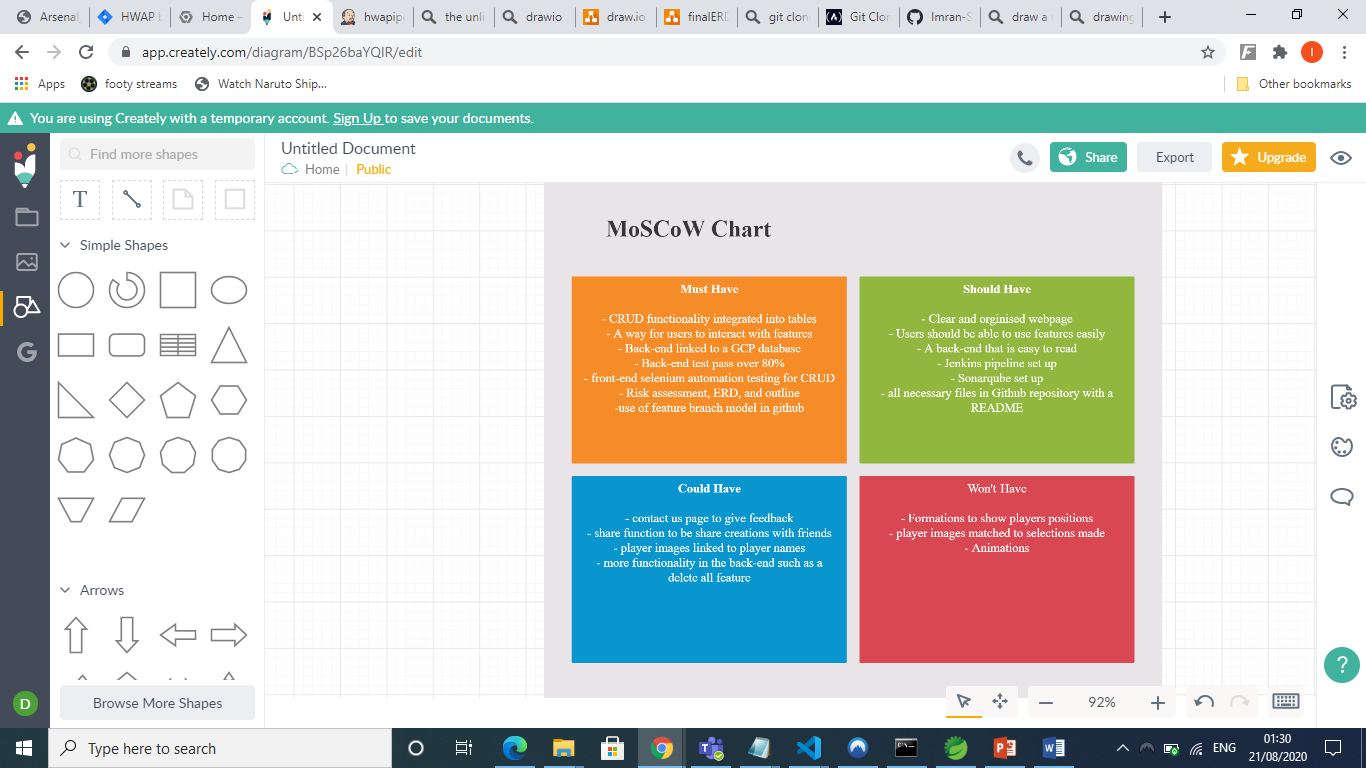 Arsenal
HWAP b
Home –
Unti
hwapip
the unli
drawio
draw.io
finalERD
git clon
Git Clon
Imran-S
draw a
drawing
app.creately.com/diagram/BSp26baYQIR/edit
I
Apps
footy streams
Watch Naruto Ship...
Other bookmarks
You are using Creately with a temporary account. Sign Up to save your documents.
Find more shapes
Untitled Document
Home | Public
Share
Export
Upgrade
T
Simple Shapes
Arrows
Browse More Shapes
D
MoSCoW Chart
Must Have
- CRUD functionality integrated into tables
- A way for users to interact with features
- Back-end linked to a GCP database
- Back-end test pass over 80%
- front-end selenium automation testing for CRUD
- Risk assessment, ERD, and outline
-use of feature branch model in github
Should Have
- Clear and orginised webpage
- Users should be able to use features easily
- A back-end that is easy to read
- Jenkins pipeline set up
- Sonarqube set up
- all necessary files in Github repository with a
README
Could Have
- contact us page to give feedback
- share function to be share creations with friends
- player images linked to player names
- more functionality in the back-end such as a
delete all feature
Won't Have
- Formations to show players positions
- player images matched to selections made
- Animations
92%
?
Type here to search
ENG
01:30
21/08/2020